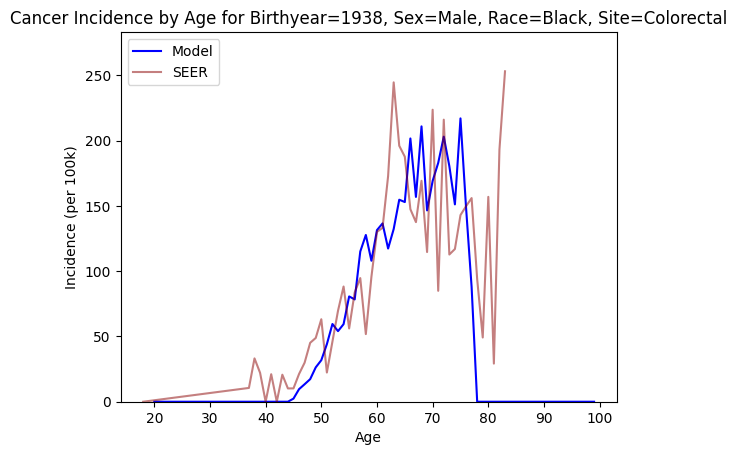 Cancer Incidence by Age for Birthyear=1938, Sex=Male, Race=Black, Site=Colorectal
Model
SEER
Incidence (per 100k)
250
200
150
100
50
0
20 30 40 50 60 70 80 90 100
Age